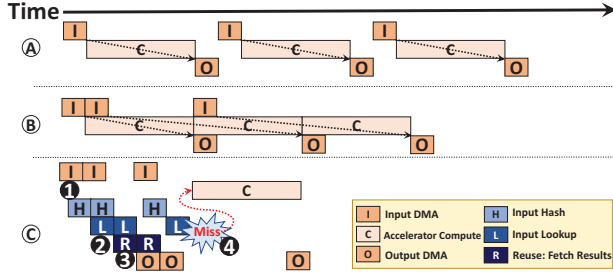 Time
I I I
A C C C
O O O
I I I
B C C C
O O O
I I I
1 C
H H H
L L L Miss
C 2 R R 4
3 O O O
I Input DMA H Input Hash
C Accelerator Compute L Input Lookup
O Output DMA R Reuse: Fetch Results